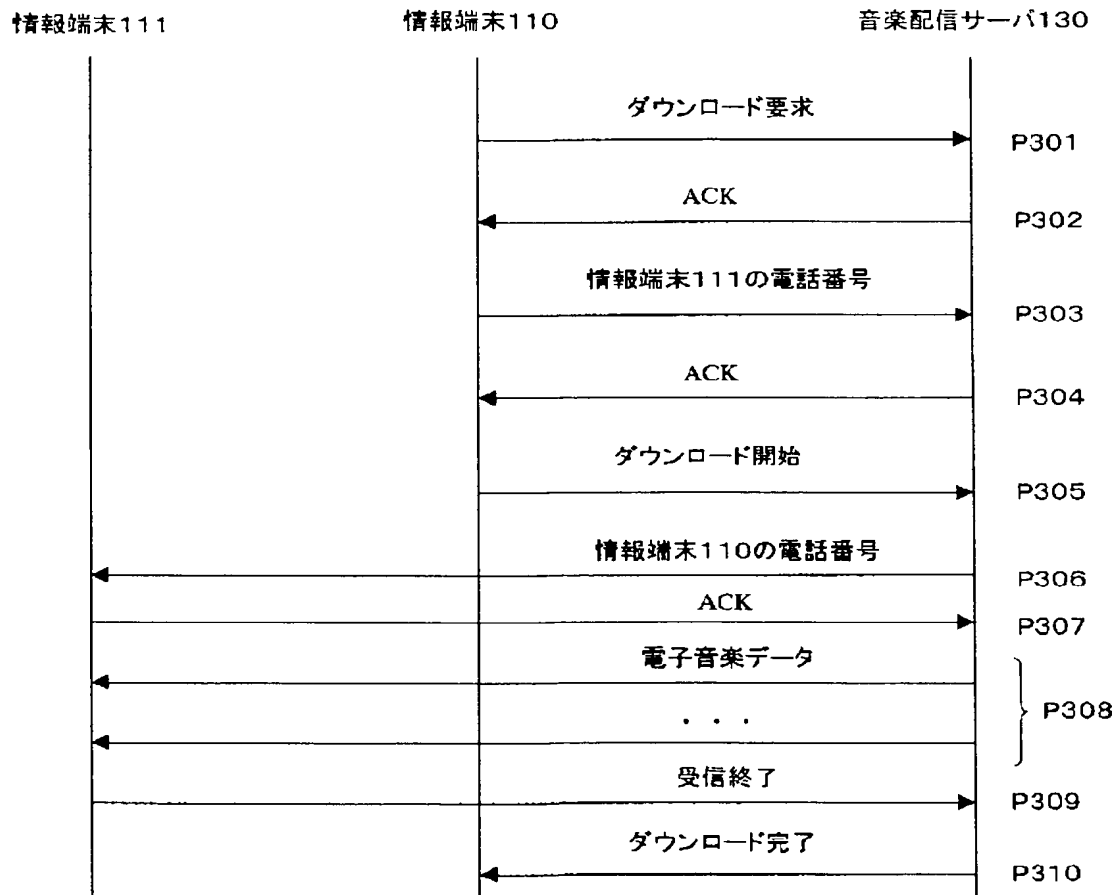 情報端末111
情報端末110
音楽配信サーバ130
ダウンロード要求
P301
ACK
P302
情報端末111の電話番号
P303
ACK
P304
ダウンロード開始
P305
情報端末110の電話番号
P306
ACK
P307
電子音楽データ
・・・
P308
受信終了
P309
ダウンロード完了
P310